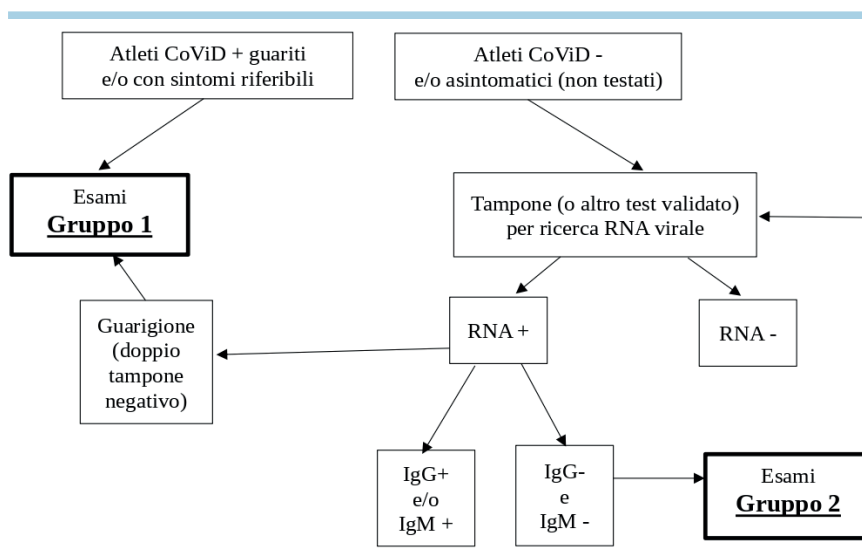 Atleti CoViD + guariti
e/o con sintomi riferibili
Atleti CoViD -
e/o asintomatici (non testati)
Esami
Gruppo 1
Tampone (o altro test validato)
per ricerca RNA virale
Guarigione
(doppio
tampone
negativo)
RNA +
RNA -
IgG+
e/o
IgM +
IgG-
e
IgM -
Esami
Gruppo 2